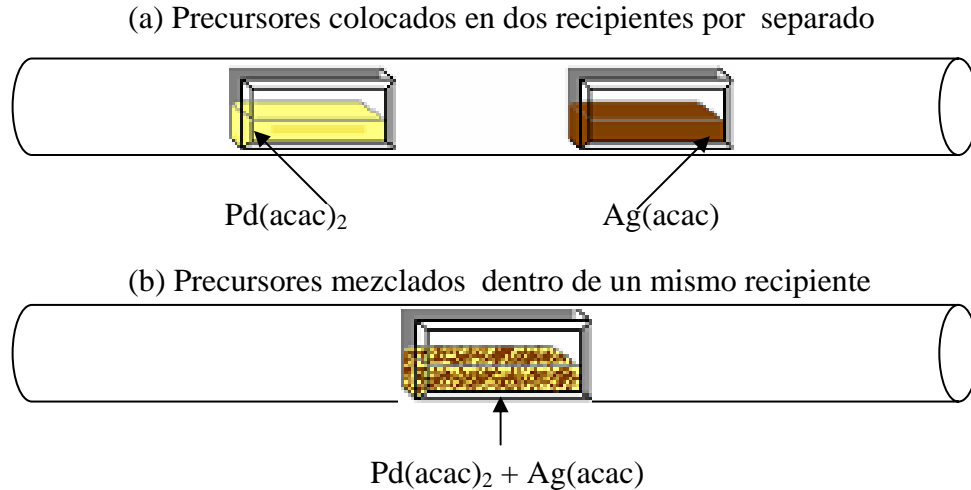 (a) Precursores colocados en dos recipientes por separado
Pd(acac)₂
Ag(acac)
(b) Precursores mezclados dentro de un mismo recipiente
Pd(acac)₂ + Ag(acac)